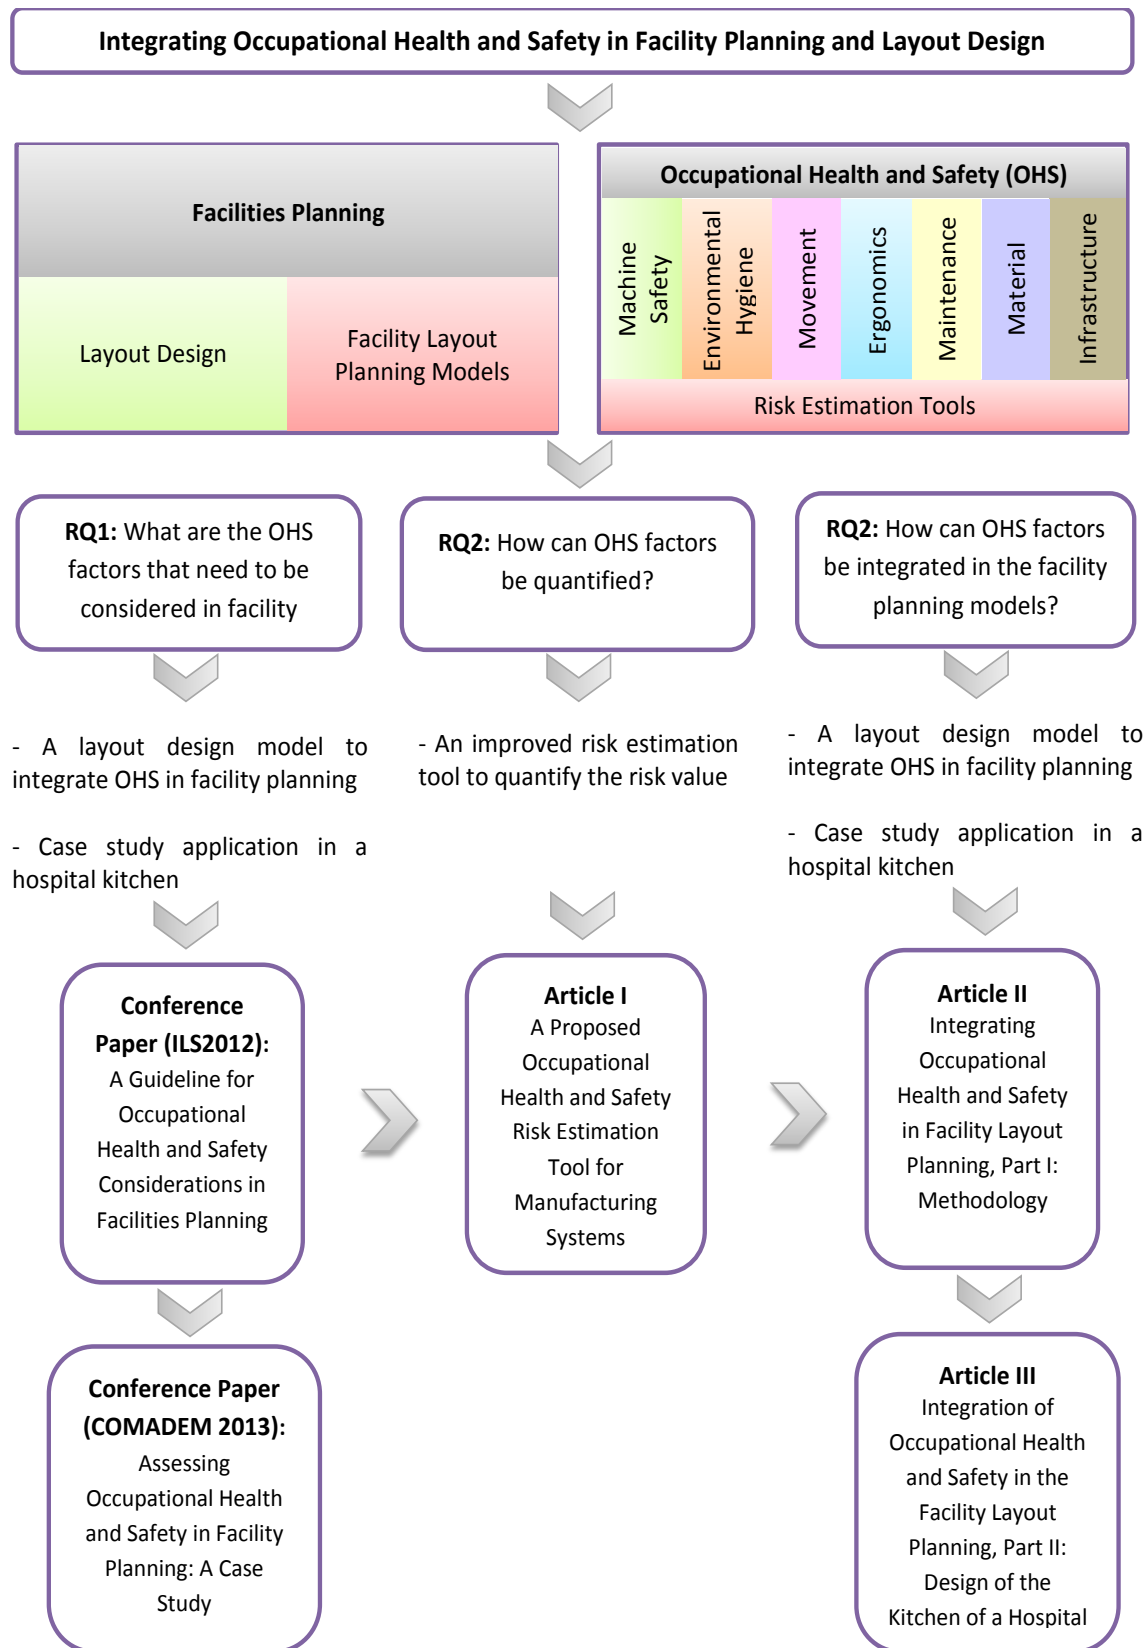 Integrating Occupational Health and Safety in Facility Planning and Layout Design
Facilities Planning
Layout Design
Facility Layout
Planning Models
Occupational Health and Safety (OHS)
Machine
Safety
Environmental
Hygiene
Movement
Ergonomics
Maintenance
Material
Infrastructure
Risk Estimation Tools
RQ1: What are the OHS
factors that need to be
considered in facility
RQ2: How can OHS factors
be quantified?
RQ2: How can OHS factors
be integrated in the facility
planning models?
- A layout design model to
integrate OHS in facility planning
- Case study application in a
hospital kitchen
- An improved risk estimation
tool to quantify the risk value
- A layout design model to
integrate OHS in facility planning
- Case study application in a
hospital kitchen
Conference
Paper (ILS2012):
A Guideline for
Occupational
Health and Safety
Considerations in
Facilities Planning
Article I
A Proposed
Occupational
Health and Safety
Risk Estimation
Tool for
Manufacturing
Systems
Article II
Integrating
Occupational
Health and Safety
in Facility Layout
Planning, Part I:
Methodology
Conference Paper
(COMADEM 2013):
Assessing
Occupational Health
and Safety in Facility
Planning: A Case
Study
Article III
Integration of
Occupational Health
and Safety in the
Facility Layout
Planning, Part II:
Design of the
Kitchen of a Hospital